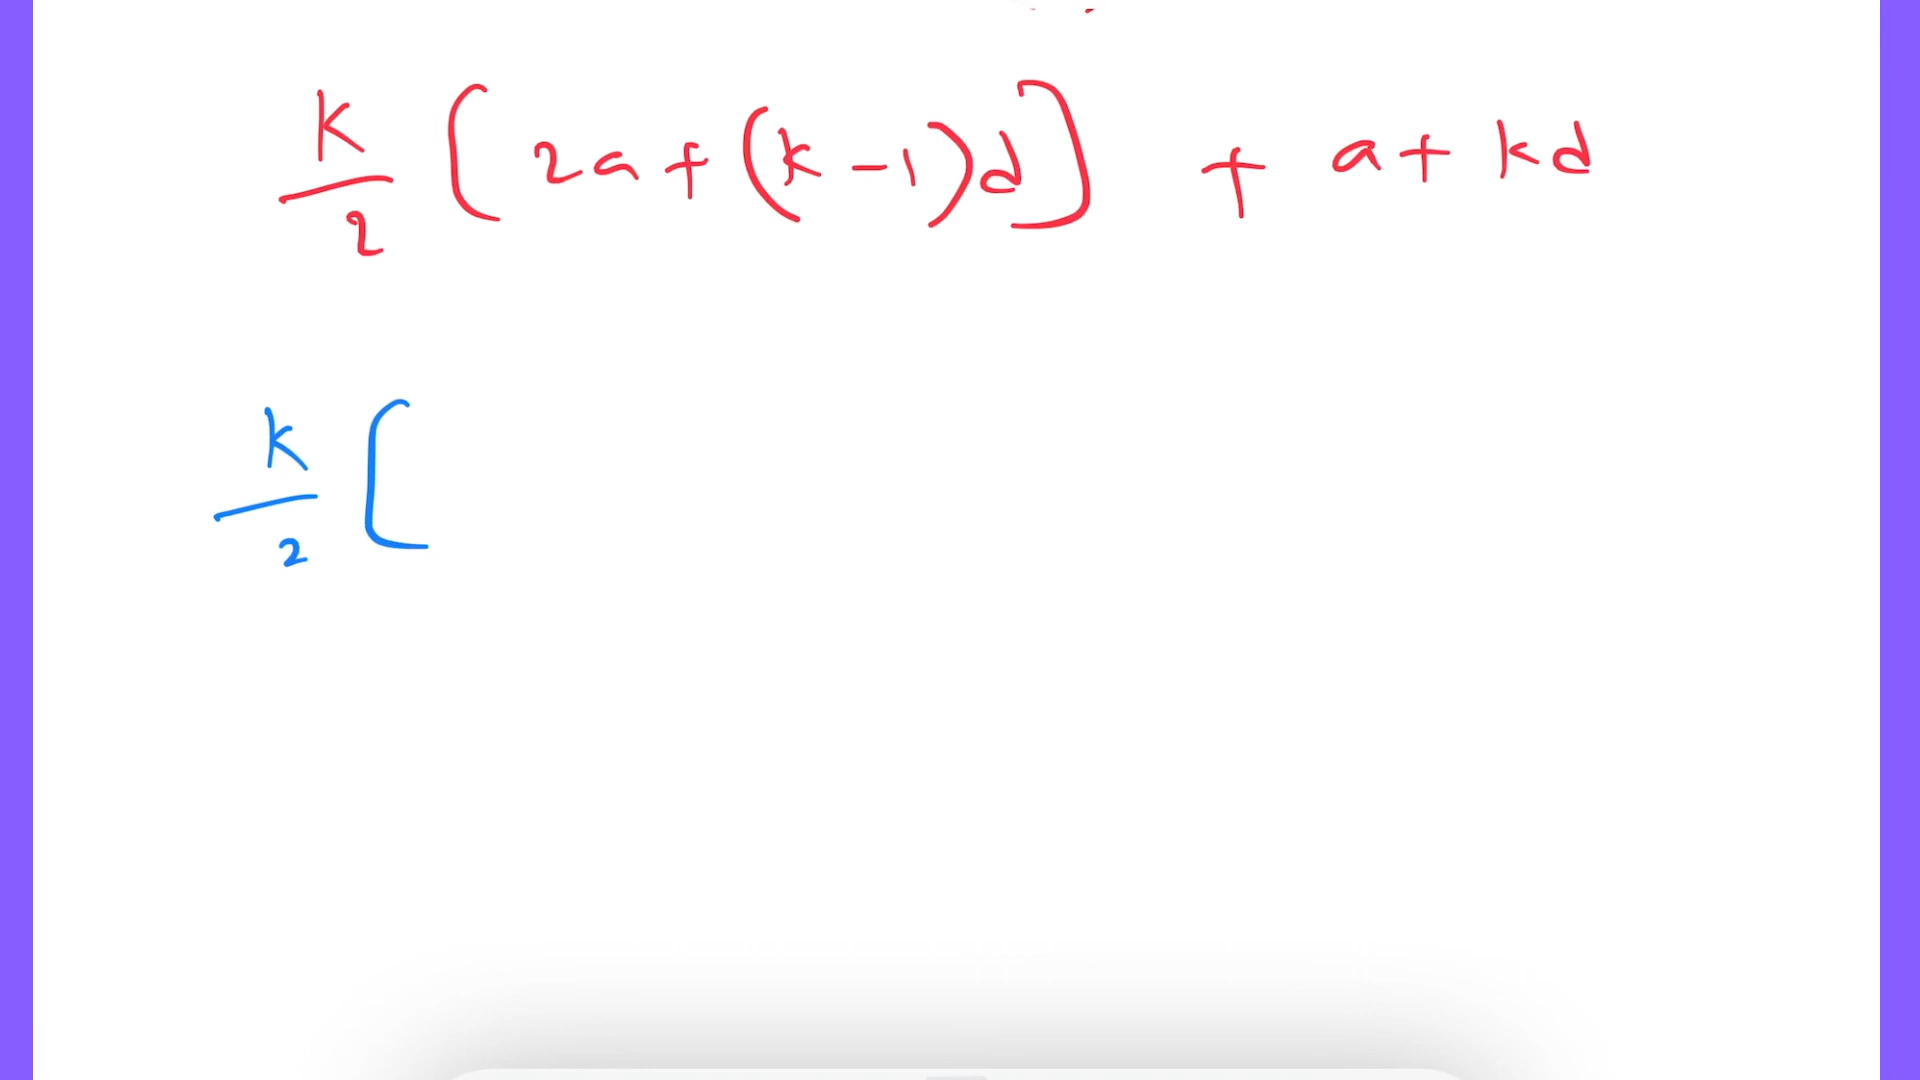 K/2 [2a+(k-1)d] + a+kd
k/2 [